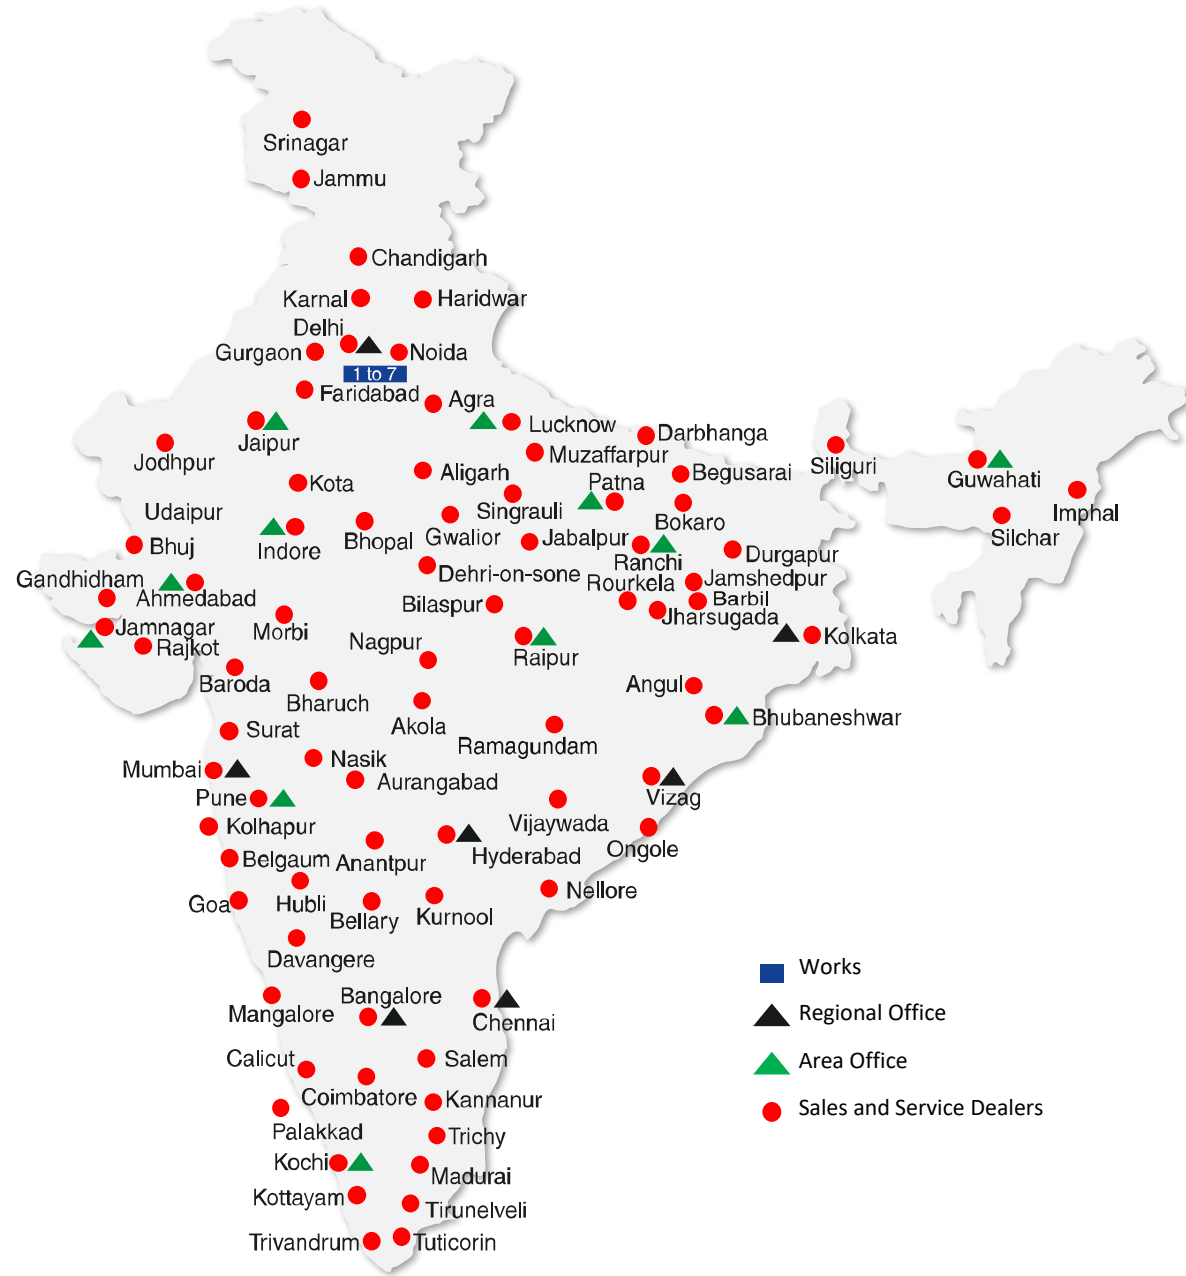 Srinagar
Jammu
Chandigarh
Karnal
Haridwar
Delhi
Gurgaon
Noida
1 to 7
Faridabad
Agra
Jaipur
Lucknow
Darbhanga
Jodhpur
Muzaffarpur
Siliguri
Guwahati
Kota
Aligarh
Patna
Begusarai
Imphal
Udaipur
Singrauli
Bokaro
Silchar
Bhuj
Indore
Bhopal
Gwalior
Jabalpur
Ranchi
Durgapur
Gandhidham
Ahmedabad
Dehri-on-sone
Rourkela
Jamshedpur
Bilaspur
Barbil
Jharsugada
Jamnagar
Morbi
Kolkata
Rajkot
Nagpur
Raipur
Baroda
Bharuch
Angul
Akola
Bhubaneshwar
Surat
Ramagundam
Nasik
Mumbai
Aurangabad
Pune
Vizag
Kolhapur
Vijaywada
Belgaum
Anantpur
Hyderabad
Ongole
Goa
Hubli
Bellary
Kurnool
Nellore
Davangere
Works
Mangalore
Bangalore
Chennai
Regional Office
Calicut
Salem
Area Office
Coimbatore
Kannanur
Sales and Service Dealers
Palakkad
Trichy
Kochi
Madurai
Kottayam
Tirunelveli
Trivandrum
Tuticorin